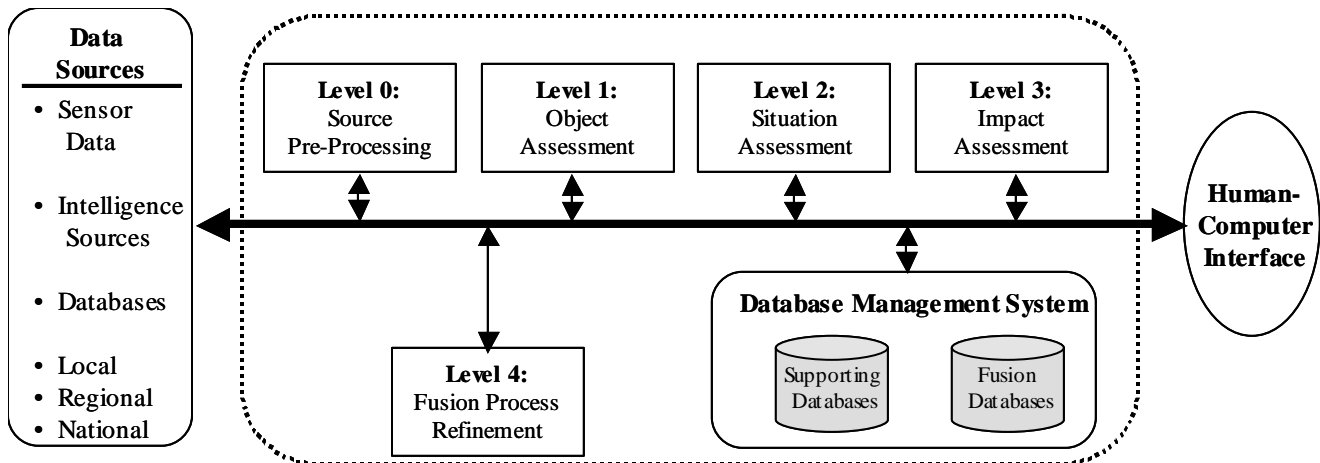 Data
Sources
• Sensor
Data
• Intelligence
Sources
• Databases
• Local
• Regional
• National
Level 0:
Source
Pre-Processing
Level 1:
Object
Assessment
Level 2:
Situation
Assessment
Level 3:
Impact
Assessment
Human-
Computer
Interface
Level 4:
Fusion Process
Refinement
Database Management System
Supporting
Databases
Fusion
Databases